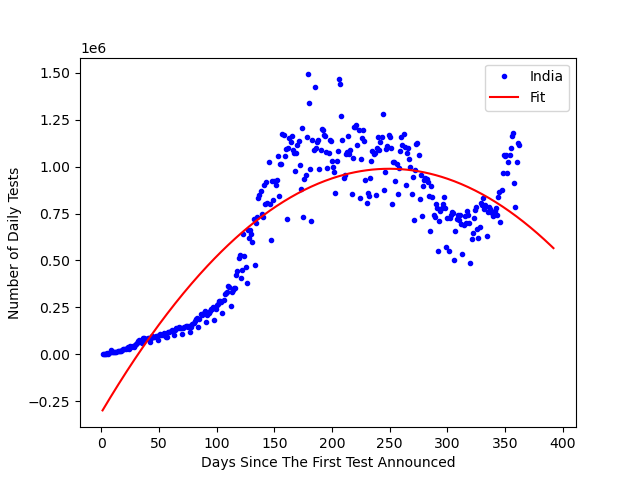 1e6
1.50
1.25
1.00
0.75
0.50
0.25
0.00
−0.25
Number of Daily Tests
India
Fit
0 50 100 150 200 250 300 350 400
Days Since The First Test Announced